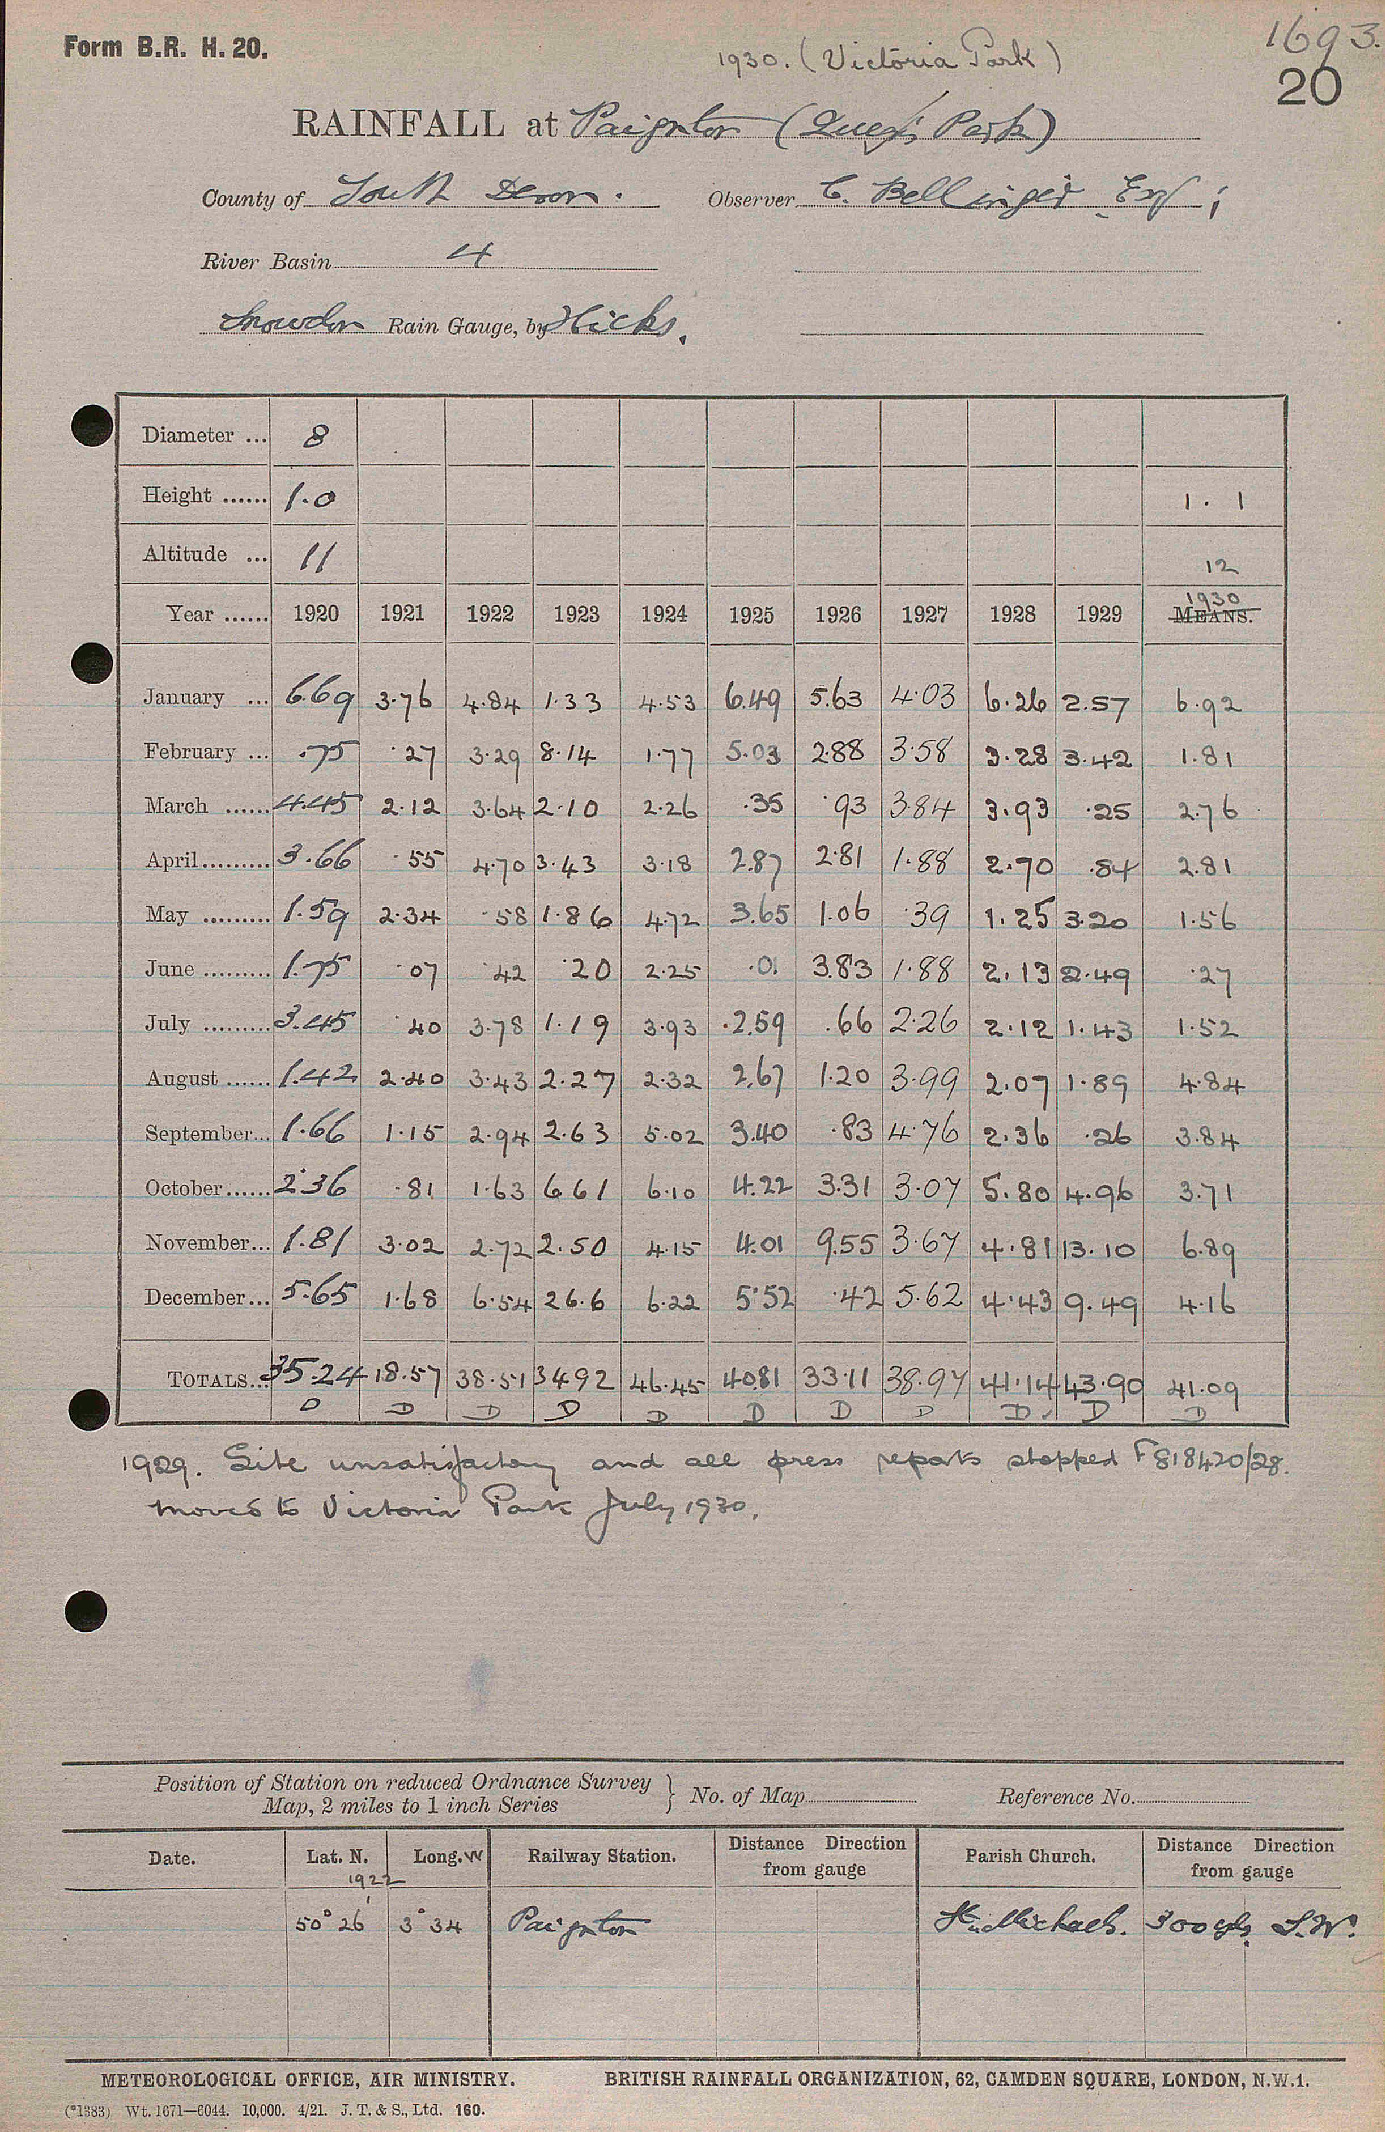 Form B.R. H. 20.
1930. (Victoria Park)
1693.
20
RAINFALL at Paignton (Queen's Park)
County of South Devon. Observer C. Bellinger Esq ;
River Basin 4
Snowdon Rain Gauge, by Hicks.
Diameter ... 8
Height ...... 1.0 1.1
Altitude ... 11 12
Year ...... 1920 1921 1922 1923 1924 1925 1926 1927 1928 1929 1930 MEANS.
January ... 6.69 3.76 4.84 1.33 4.53 6.49 5.63 4.03 6.26 2.57 6.92
February ... .75 .27 3.29 8.14 1.77 5.03 2.88 3.58 3.28 3.42 1.81
March ...... 4.45 2.12 3.64 2.10 2.26 .35 .93 3.84 3.93 .25 2.76
April......... 3.66 .55 4.70 3.43 3.18 2.87 2.81 1.88 2.70 .34 2.81
May ......... 1.59 2.34 .58 1.86 4.72 3.65 1.06 .39 1.25 3.20 1.56
June ......... 1.75 .07 .42 .20 2.25 .01 3.83 1.88 2.13 2.49 .27
July ......... 3.45 .40 3.78 1.19 3.93 .2.59 .66 2.26 2.12 1.43 1.52
August ...... 1.42 2.40 3.43 2.27 2.32 2.67 1.20 3.99 2.07 1.89 4.84
September... 1.66 1.15 2.94 2.63 5.02 3.40 .83 4.76 2.36 .26 3.84
October...... 2.36 .81 1.63 6.61 6.10 4.22 3.31 3.07 5.80 4.96 3.71
November... 1.81 3.02 2.72 2.50 4.15 4.01 9.55 3.67 4.81 13.10 6.89
December... 5.65 1.68 6.54 26.6 6.22 5.52 .42 5.62 4.43 9.49 4.16
TOTALS... 35.24 18.57 38.51 34.92 46.45 40.81 33.11 38.97 41.14 43.90 41.09
D D D D D D D D D D D
1929. Site unsatisfactory and all press reports stopped F818420/28.
Moved to Victoria Park July 1930.
Position of Station on reduced Ordnance Survey
Map, 2 miles to 1 inch Series } No. of Map Reference No.
Date. Lat. N. Long. W Railway Station. Distance Direction from gauge Parish Church. Distance Direction from gauge
1922
50° 26' 3° 34 Paignton St. Michaels. 300 yds. S.W.
METEOROLOGICAL OFFICE, AIR MINISTRY. BRITISH RAINFALL ORGANIZATION, 62, CAMDEN SQUARE, LONDON, N.W.1.
(*1383) Wt. 1671—6044. 10,000. 4/21. J. T. & S., Ltd. 160.